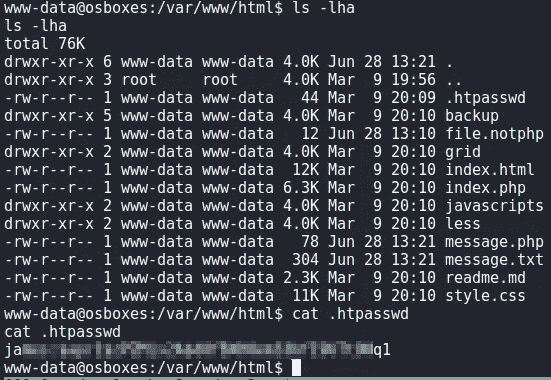 www-data@osboxes:/var/www/html$ ls -lha
ls -lha
total 76K
drwxr-xr-x 6 www-data www-data 4.0K Jun 28 13:21 .
drwxr-xr-x 3 root     root     4.0K Mar  9 19:56 ..
-rw-r--r-- 1 www-data www-data   44 Mar  9 20:09 .htpasswd
drwxr-xr-x 5 www-data www-data 4.0K Mar  9 20:10 backup
-rw-r--r-- 1 www-data www-data   12 Jun 28 13:10 file.notphp
drwxr-xr-x 2 www-data www-data 4.0K Mar  9 20:10 grid
-rw-r--r-- 1 www-data www-data  12K Mar  9 20:10 index.html
-rw-r--r-- 1 www-data www-data 6.3K Mar  9 20:10 index.php
drwxr-xr-x 2 www-data www-data 4.0K Mar  9 20:10 javascripts
drwxr-xr-x 2 www-data www-data 4.0K Mar  9 20:10 less
-rw-r--r-- 1 www-data www-data   78 Jun 28 13:21 message.php
-rw-r--r-- 1 www-data www-data  304 Jun 28 13:21 message.txt
-rw-r--r-- 1 www-data www-data 2.3K Mar  9 20:10 readme.md
-rw-r--r-- 1 www-data www-data  11K Mar  9 20:10 style.css
www-data@osboxes:/var/www/html$ cat .htpasswd
cat .htpasswd
www-data@osboxes:/var/www/html$